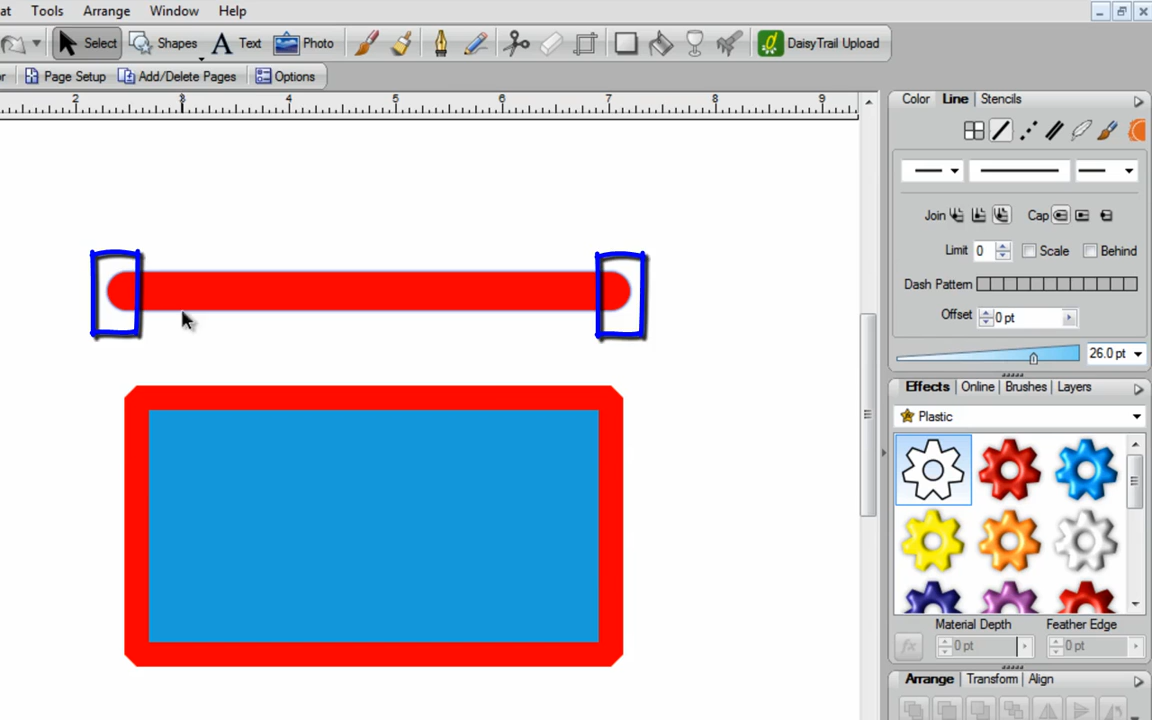 at Tools Arrange Window Help
Select Shapes Text Photo DaisyTrail Upload
r Page Setup Add/Delete Pages Options
2 3 4 5 6 7 8 9
Color Line Stencils
Join Cap
Limit 0 Scale Behind
Dash Pattern
Offset 0 pt
26.0 pt
Effects Online Brushes Layers
Plastic
Material Depth Feather Edge
fx 0 pt 0 pt
Arrange Transform Align